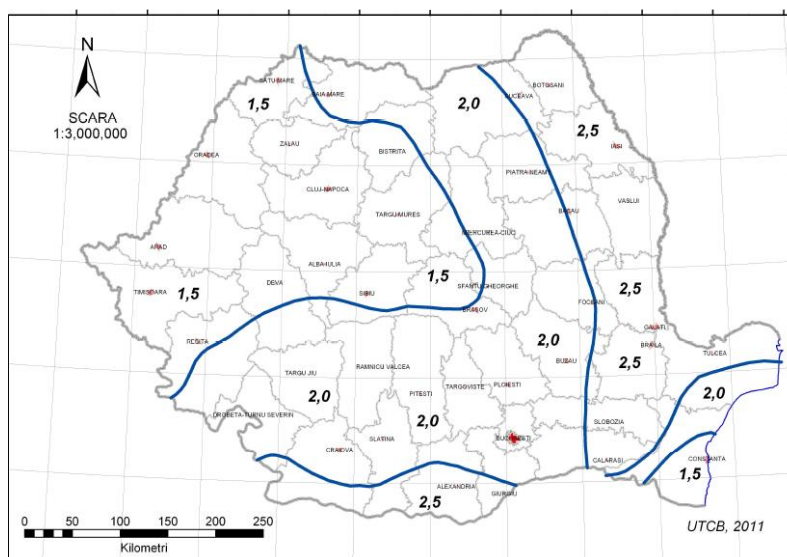 N
SCARA
1:3,000,000
SATU-MARE
BAIA MARE
1,5
2,0
SUCEAVA
BOTOSANI
2,5
IASI
ZALAU
BISTRITA
ORADEA
PIATRA-NEAMT
CLUJ-NAPOCA
VASLUI
TARGU-MURES
BACAU
MIERCUREA-CIUC
ARAD
ALBA-IULIA
DEVA
SIBIU
1,5
SFANTU GHEORGHE
2,5
TIMISOARA
1,5
FOCSANI
BRASOV
GALATI
RESITA
2,0
BRAILA
TULCEA
BUZAU
2,5
TARGU JIU
RAMNICU VALCEA
2,0
PITESTI
TARGOVISTE
PLOIESTI
2,0
DROBETA-TURNU SEVERIN
2,0
SLOBOZIA
CRAIOVA
SLATINA
BUCURESTI
CALARASI
CONSTANTA
1,5
ALEXANDRIA
GIURGIU
2,5
0 50 100 150 200 250
Kilometri
UTCB, 2011